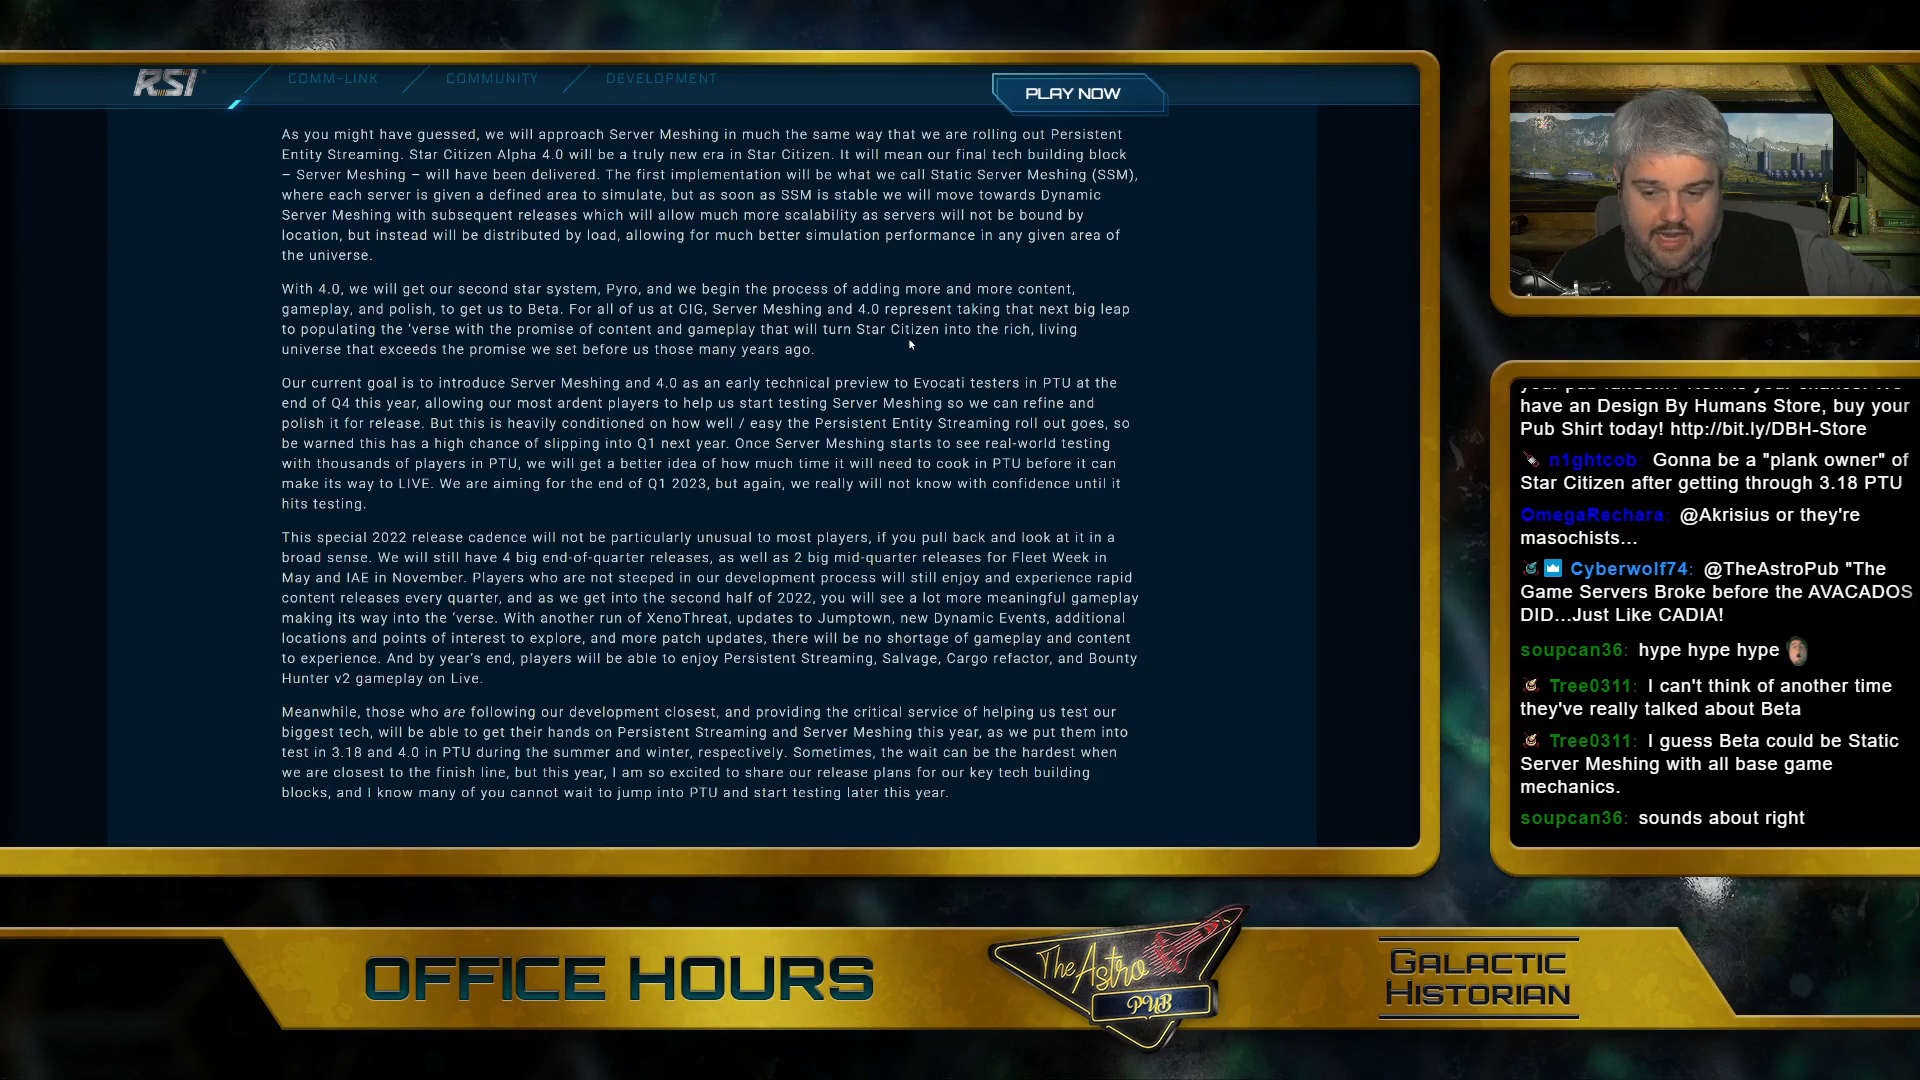 RSI
COMM-LINK
COMMUNITY
DEVELOPMENT
PLAY NOW
As you might have guessed, we will approach Server Meshing in much the same way that we are rolling out Persistent
Entity Streaming. Star Citizen Alpha 4.0 will be a truly new era in Star Citizen. It will mean our final tech building block
– Server Meshing – will have been delivered. The first implementation will be what we call Static Server Meshing (SSM),
where each server is given a defined area to simulate, but as soon as SSM is stable we will move towards Dynamic
Server Meshing with subsequent releases which will allow much more scalability as servers will not be bound by
location, but instead will be distributed by load, allowing for much better simulation performance in any given area of
the universe.
With 4.0, we will get our second star system, Pyro, and we begin the process of adding more and more content,
gameplay, and polish, to get us to Beta. For all of us at CIG, Server Meshing and 4.0 represent taking that next big leap
to populating the ‘verse with the promise of content and gameplay that will turn Star Citizen into the rich, living
universe that exceeds the promise we set before us those many years ago.
Our current goal is to introduce Server Meshing and 4.0 as an early technical preview to Evocati testers in PTU at the
end of Q4 this year, allowing our most ardent players to help us start testing Server Meshing so we can refine and
polish it for release. But this is heavily conditioned on how well / easy the Persistent Entity Streaming roll out goes, so
be warned this has a high chance of slipping into Q1 next year. Once Server Meshing starts to see real-world testing
with thousands of players in PTU, we will get a better idea of how much time it will need to cook in PTU before it can
make its way to LIVE. We are aiming for the end of Q1 2023, but again, we really will not know with confidence until it
hits testing.
This special 2022 release cadence will not be particularly unusual to most players, if you pull back and look at it in a
broad sense. We will still have 4 big end-of-quarter releases, as well as 2 big mid-quarter releases for Fleet Week in
May and IAE in November. Players who are not steeped in our development process will still enjoy and experience rapid
content releases every quarter, and as we get into the second half of 2022, you will see a lot more meaningful gameplay
making its way into the ‘verse. With another run of XenoThreat, updates to Jumptown, new Dynamic Events, additional
locations and points of interest to explore, and more patch updates, there will be no shortage of gameplay and content
to experience. And by year’s end, players will be able to enjoy Persistent Streaming, Salvage, Cargo refactor, and Bounty
Hunter v2 gameplay on Live.
Meanwhile, those who are following our development closest, and providing the critical service of helping us test our
biggest tech, will be able to get their hands on Persistent Streaming and Server Meshing this year, as we put them into
test in 3.18 and 4.0 in PTU during the summer and winter, respectively. Sometimes, the wait can be the hardest when
we are closest to the finish line, but this year, I am so excited to share our release plans for our key tech building
blocks, and I know many of you cannot wait to jump into PTU and start testing later this year.
have an Design By Humans Store, buy your
Pub Shirt today! http://bit.ly/DBH-Store
n1ghtcob: Gonna be a "plank owner" of
Star Citizen after getting through 3.18 PTU
OmegaRechara: @Akrisius or they're
masochists...
Cyberwolf74: @TheAstroPub "The
Game Servers Broke before the AVACADOS
DID...Just Like CADIA!
soupcan36: hype hype hype
Tree0311: I can't think of another time
they've really talked about Beta
Tree0311: I guess Beta could be Static
Server Meshing with all base game
mechanics.
soupcan36: sounds about right
OFFICE HOURS
The Astro
PUB
GALACTIC
HISTORIAN